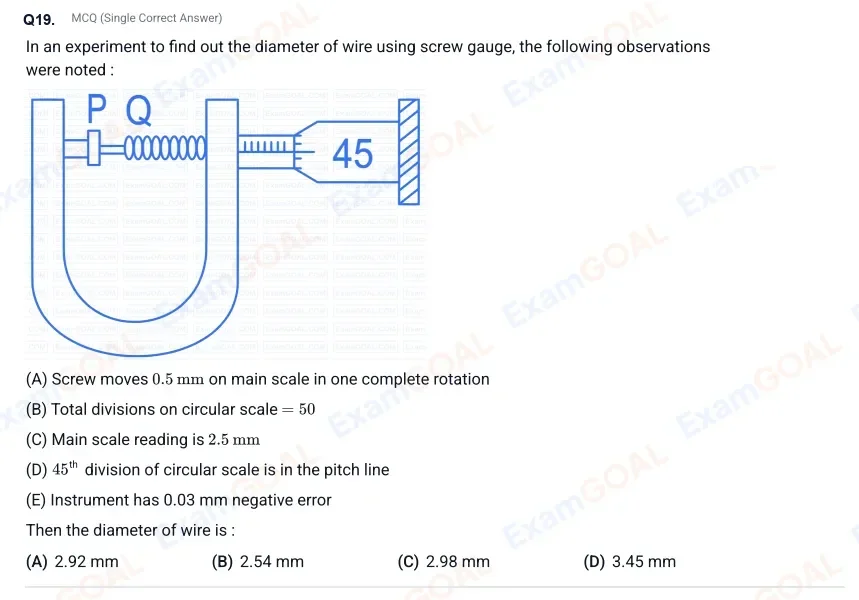 Q19. MCQ (Single Correct Answer)
In an experiment to find out the diameter of wire using screw gauge, the following observations
were noted :
P Q
45
(A) Screw moves 0.5 mm on main scale in one complete rotation
(B) Total divisions on circular scale = 50
(C) Main scale reading is 2.5 mm
(D) 45th division of circular scale is in the pitch line
(E) Instrument has 0.03 mm negative error
Then the diameter of wire is :
(A) 2.92 mm (B) 2.54 mm (C) 2.98 mm (D) 3.45 mm
ExamGOAL